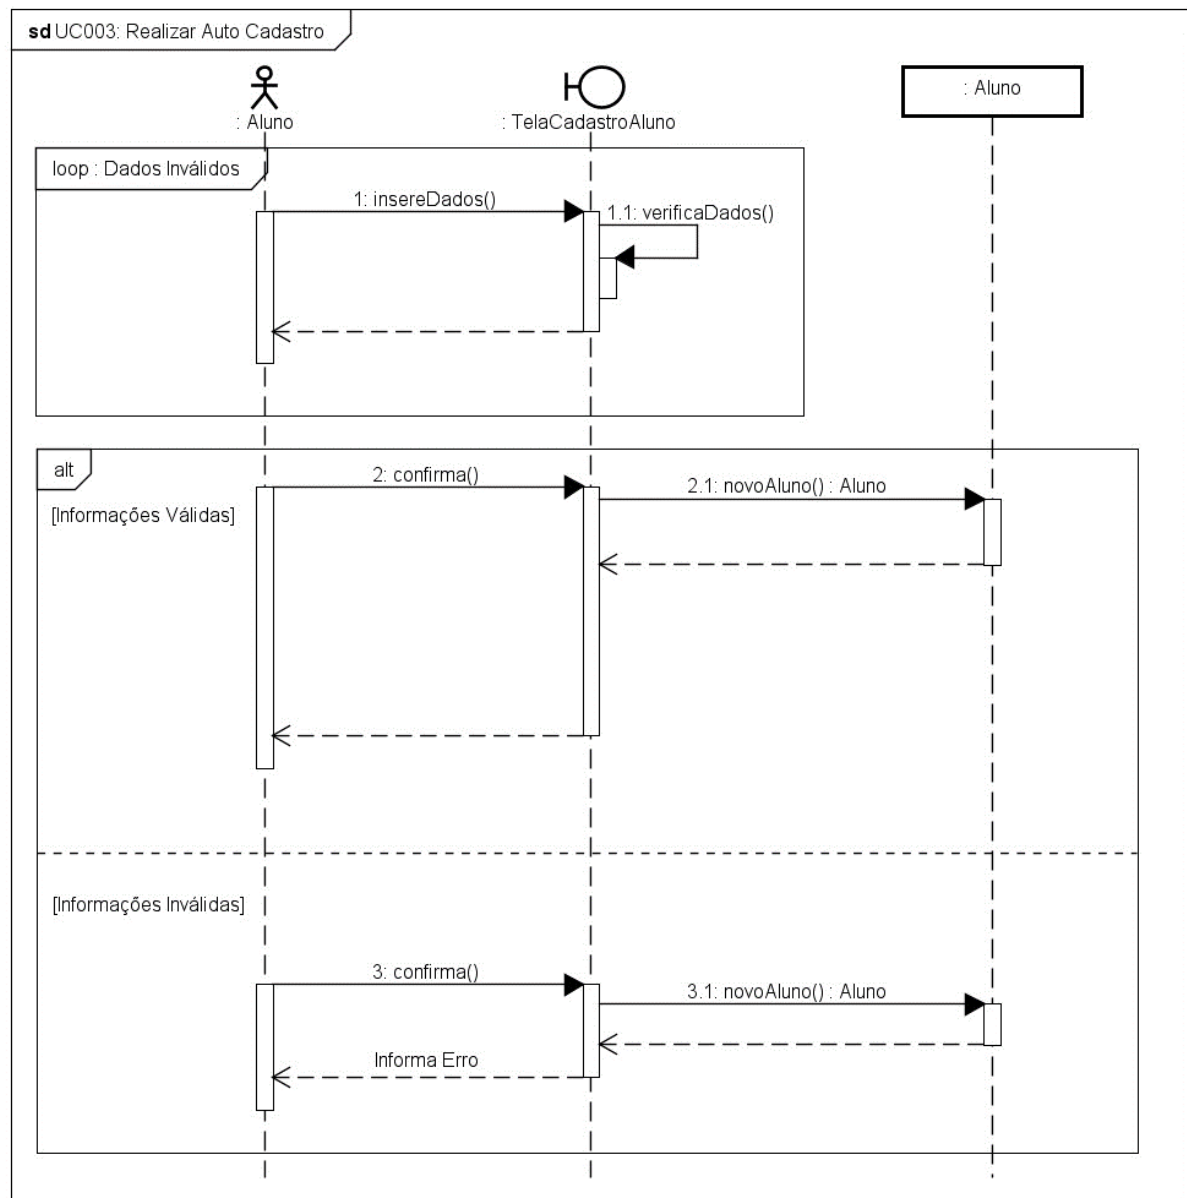 sd UC003: Realizar Auto Cadastro
: Aluno
: TelaCadastroAluno
: Aluno
loop : Dados Inválidos
1: insereDados()
1.1: verificaDados()
alt
2: confirma()
2.1: novoAluno() : Aluno
[Informações Válidas]
[Informações Inválidas]
3: confirma()
3.1: novoAluno() : Aluno
Informa Erro